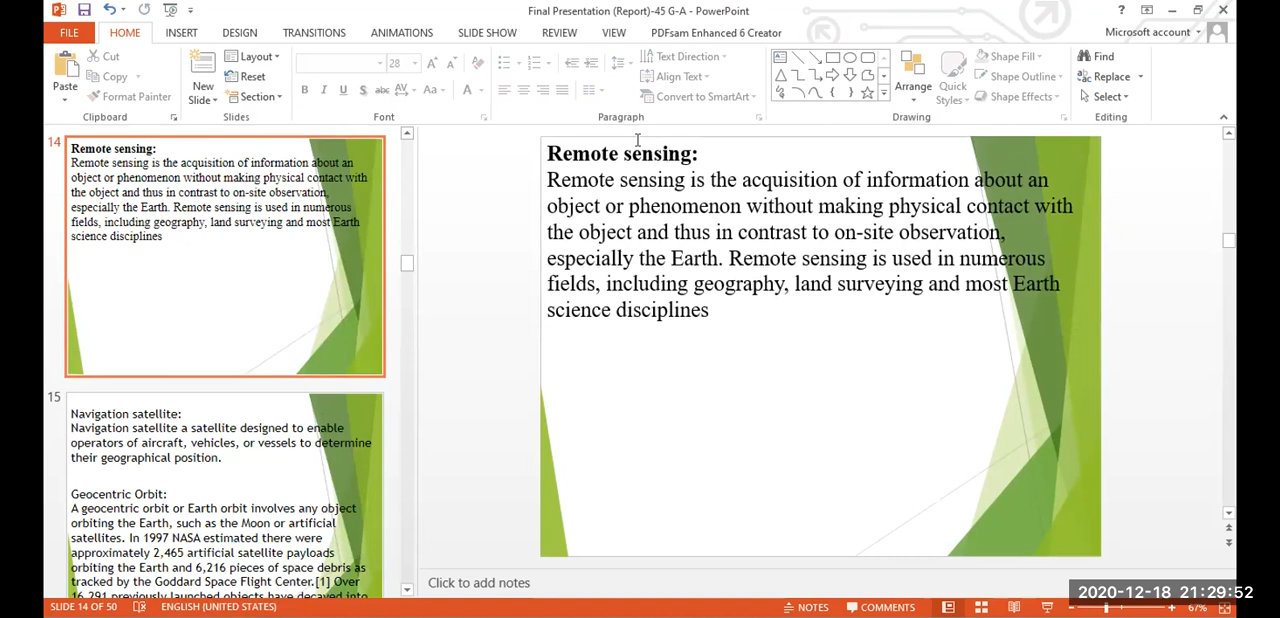 Final Presentation (Report)-45 G-A - PowerPoint
FILE HOME INSERT DESIGN TRANSITIONS ANIMATIONS SLIDE SHOW REVIEW VIEW PDFsam Enhanced 6 Creator Microsoft account
Paste
Cut
Copy
Format Painter
Clipboard
New
Slide
Layout
Reset
Section
Slides
28
Font
Paragraph
Text Direction
Align Text
Convert to SmartArt
Arrange
Quick
Styles
Shape Fill
Shape Outline
Shape Effects
Drawing
Find
Replace
Select
Editing
14
Remote sensing:
Remote sensing is the acquisition of information about an
object or phenomenon without making physical contact with
the object and thus in contrast to on-site observation,
especially the Earth. Remote sensing is used in numerous
fields, including geography, land surveying and most Earth
science disciplines
15
Navigation satellite:
Navigation satellite a satellite designed to enable
operators of aircraft, vehicles, or vessels to determine
their geographical position.
Geocentric Orbit:
A geocentric orbit or Earth orbit involves any object
orbiting the Earth, such as the Moon or artificial
satellites. In 1997 NASA estimated there were
approximately 2,465 artificial satellite payloads
orbiting the Earth and 6,216 pieces of space debris as
tracked by the Goddard Space Flight Center.[1] Over
16,291 previously launched objects have decayed into
Remote sensing:
Remote sensing is the acquisition of information about an
object or phenomenon without making physical contact with
the object and thus in contrast to on-site observation,
especially the Earth. Remote sensing is used in numerous
fields, including geography, land surveying and most Earth
science disciplines
Click to add notes
2020-12-18 21:29:52
SLIDE 14 OF 50 ENGLISH (UNITED STATES) NOTES COMMENTS 67%